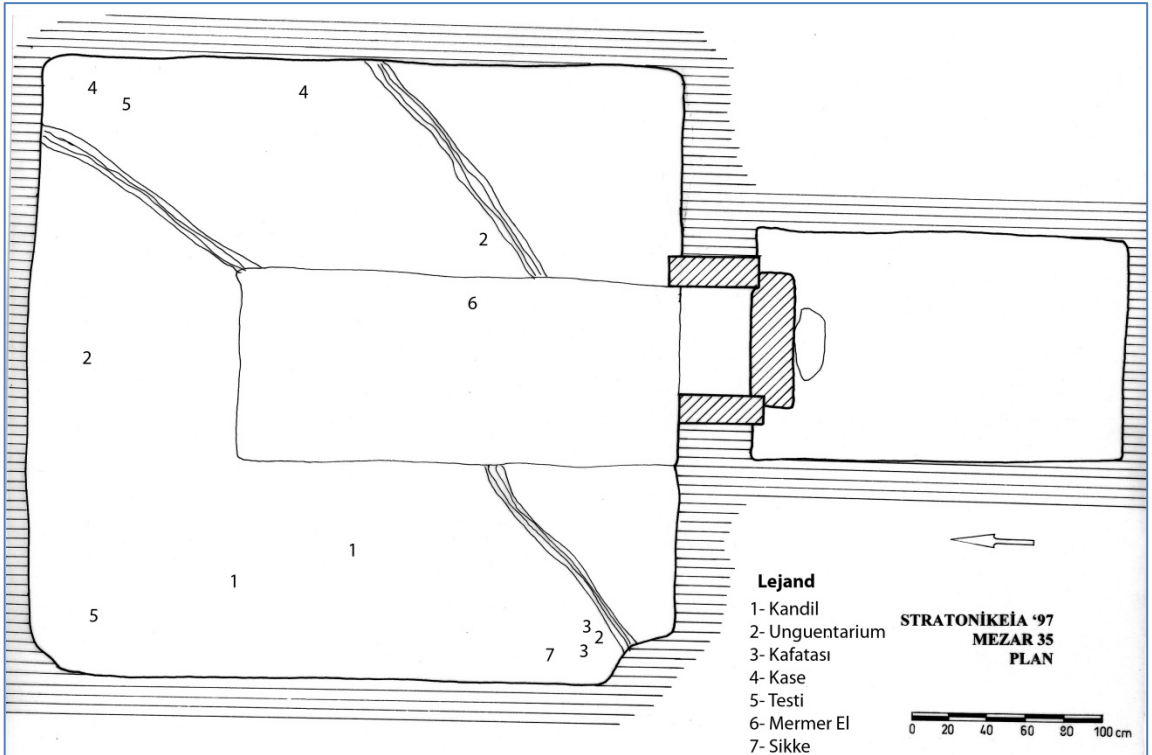 4
4
5
2
6
2
1
1
5
3
2
3
7
Lejand
1- Kandil
2- Unguentarium
3- Kafatası
4- Kase
5- Testi
6- Mermer El
7- Sikke
STRATONİKEİA ‘97
MEZAR 35
PLAN
0 20 40 60 80 100 cm